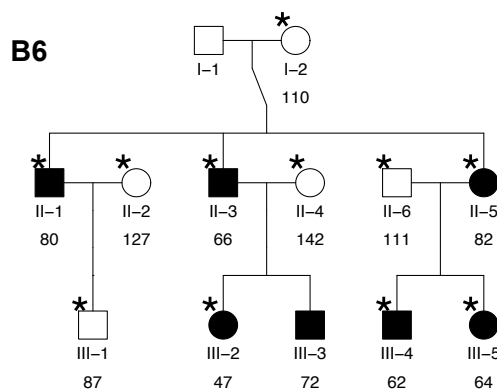 B6
* *
I–1 I–2
110
* * * * * *
II–1 II–2 II–3 II–4 II–6 II–5
80 127 66 142 111 82
* * * *
III–1 III–2 III–3 III–4 III–5
87 47 72 62 64